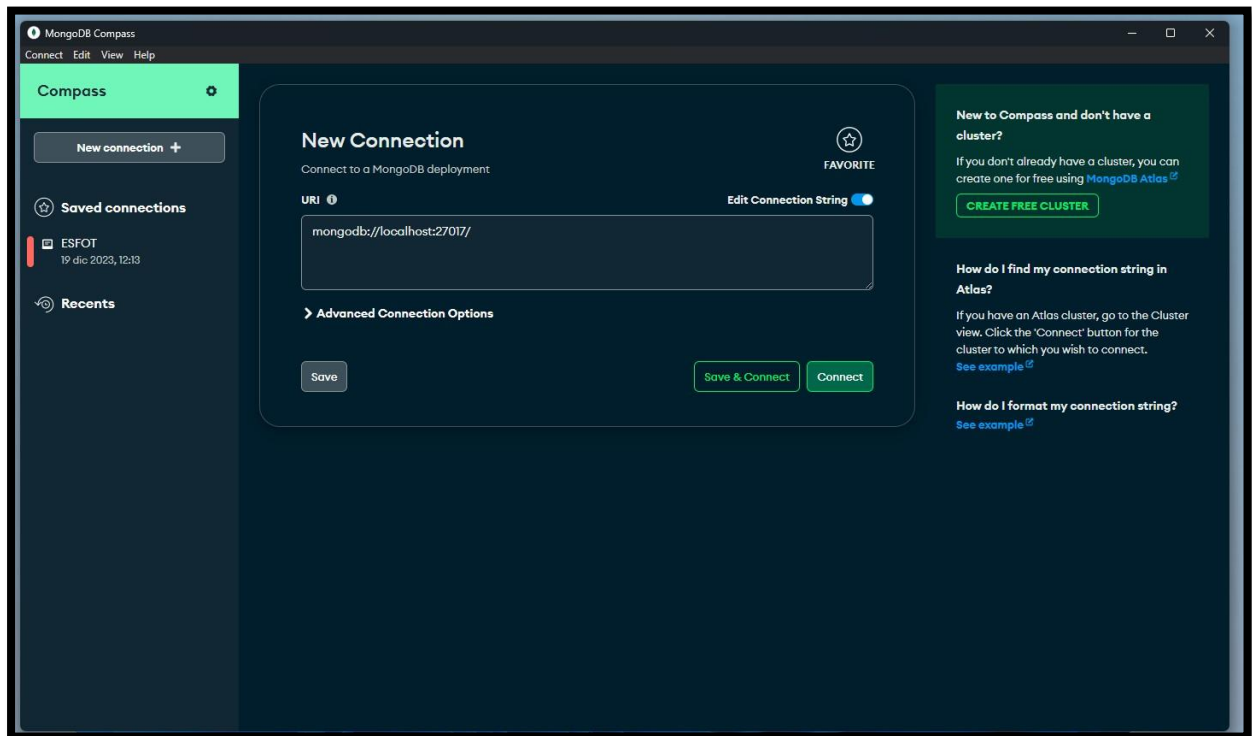 MongoDB Compass
Connect Edit View Help
Compass
New connection +
Saved connections
ESFOT
19 dic 2023, 12:13
Recents
New Connection
Connect to a MongoDB deployment
FAVORITE
URI
Edit Connection String
mongodb://localhost:27017/
Advanced Connection Options
Save
Save & Connect
Connect
New to Compass and don't have a
cluster?
If you don't already have a cluster, you can
create one for free using MongoDB Atlas
CREATE FREE CLUSTER
How do I find my connection string in
Atlas?
If you have an Atlas cluster, go to the Cluster
view. Click the 'Connect' button for the
cluster to which you wish to connect.
See example
How do I format my connection string?
See example